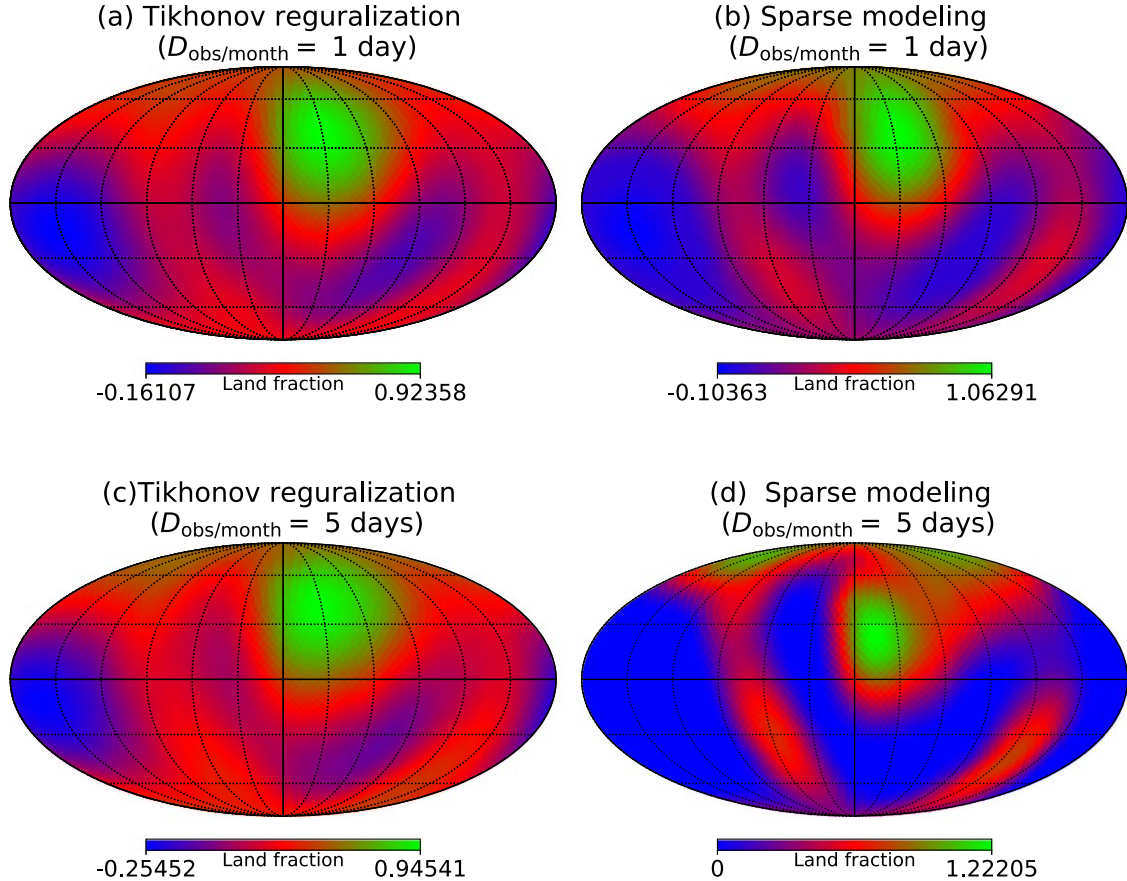 (a) Tikhonov reguralization
(D_obs/month = 1 day)
-0.16107 Land fraction 0.92358
(b) Sparse modeling
(D_obs/month = 1 day)
-0.10363 Land fraction 1.06291
(c)Tikhonov reguralization
(D_obs/month = 5 days)
-0.25452 Land fraction 0.94541
(d) Sparse modeling
(D_obs/month = 5 days)
0 Land fraction 1.22205